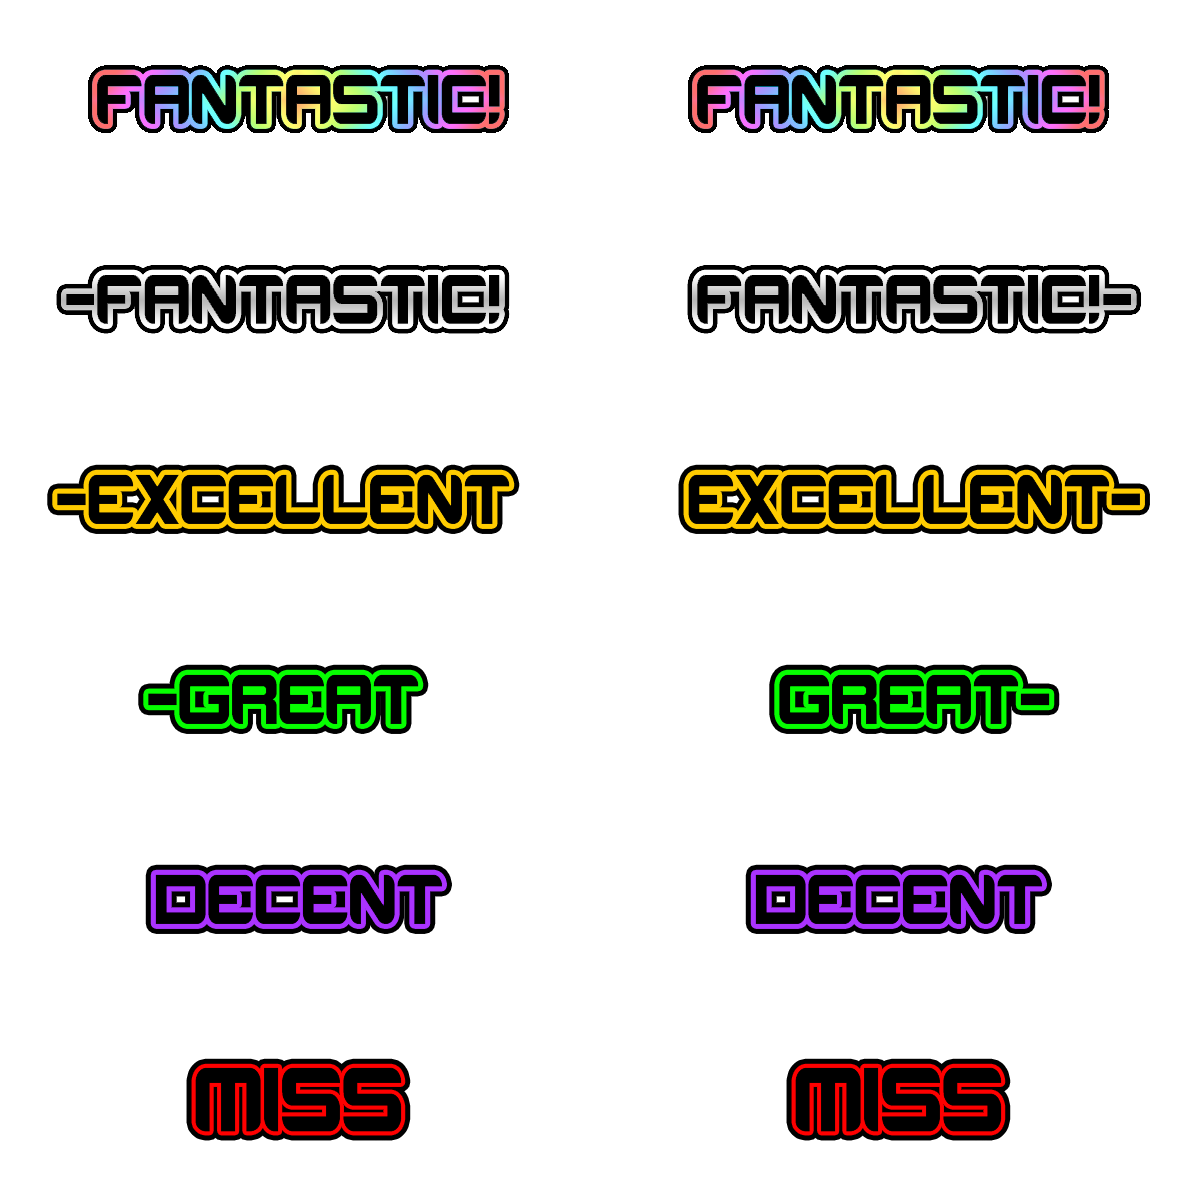 FANTASTIC! FANTASTIC!
-FANTASTIC! FANTASTIC!-
-EXCELLENT EXCELLENT-
-GREAT GREAT-
DECENT DECENT
MISS MISS